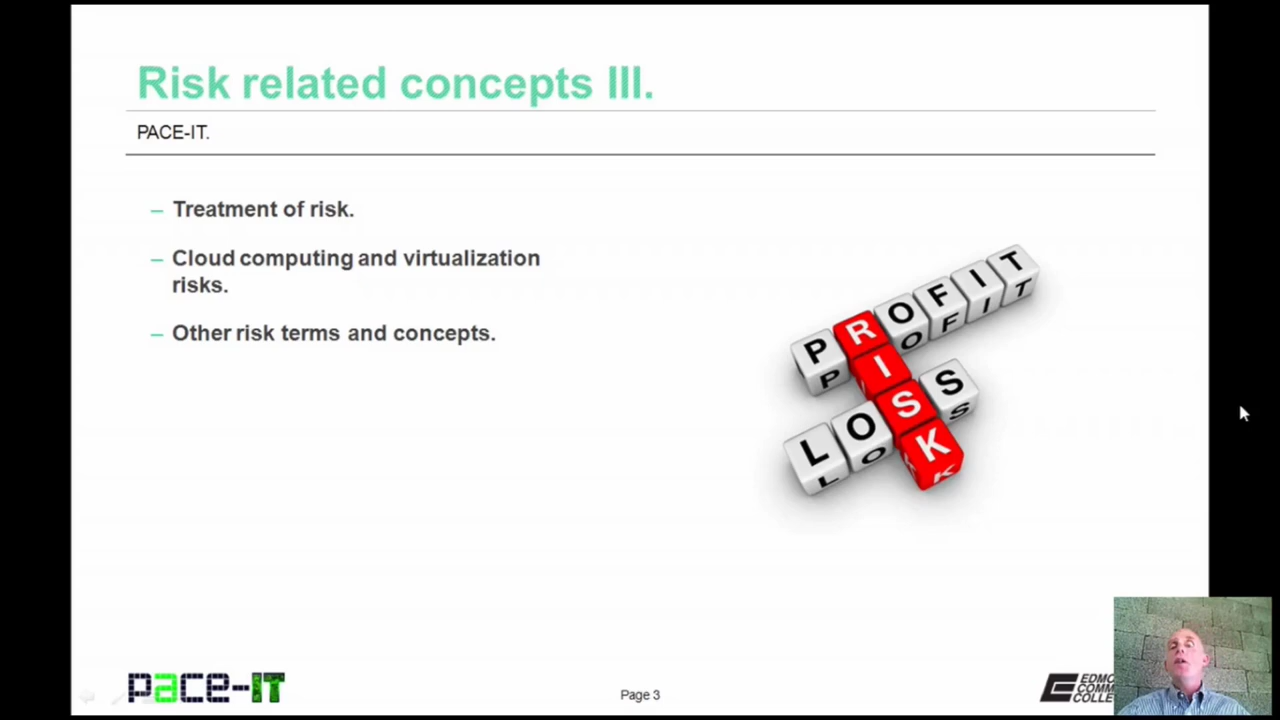 Risk related concepts III.
PACE-IT.
– Treatment of risk.
– Cloud computing and virtualization
risks.
– Other risk terms and concepts.
PROFIT
RISK
LOSS
pace-IT
Page 3